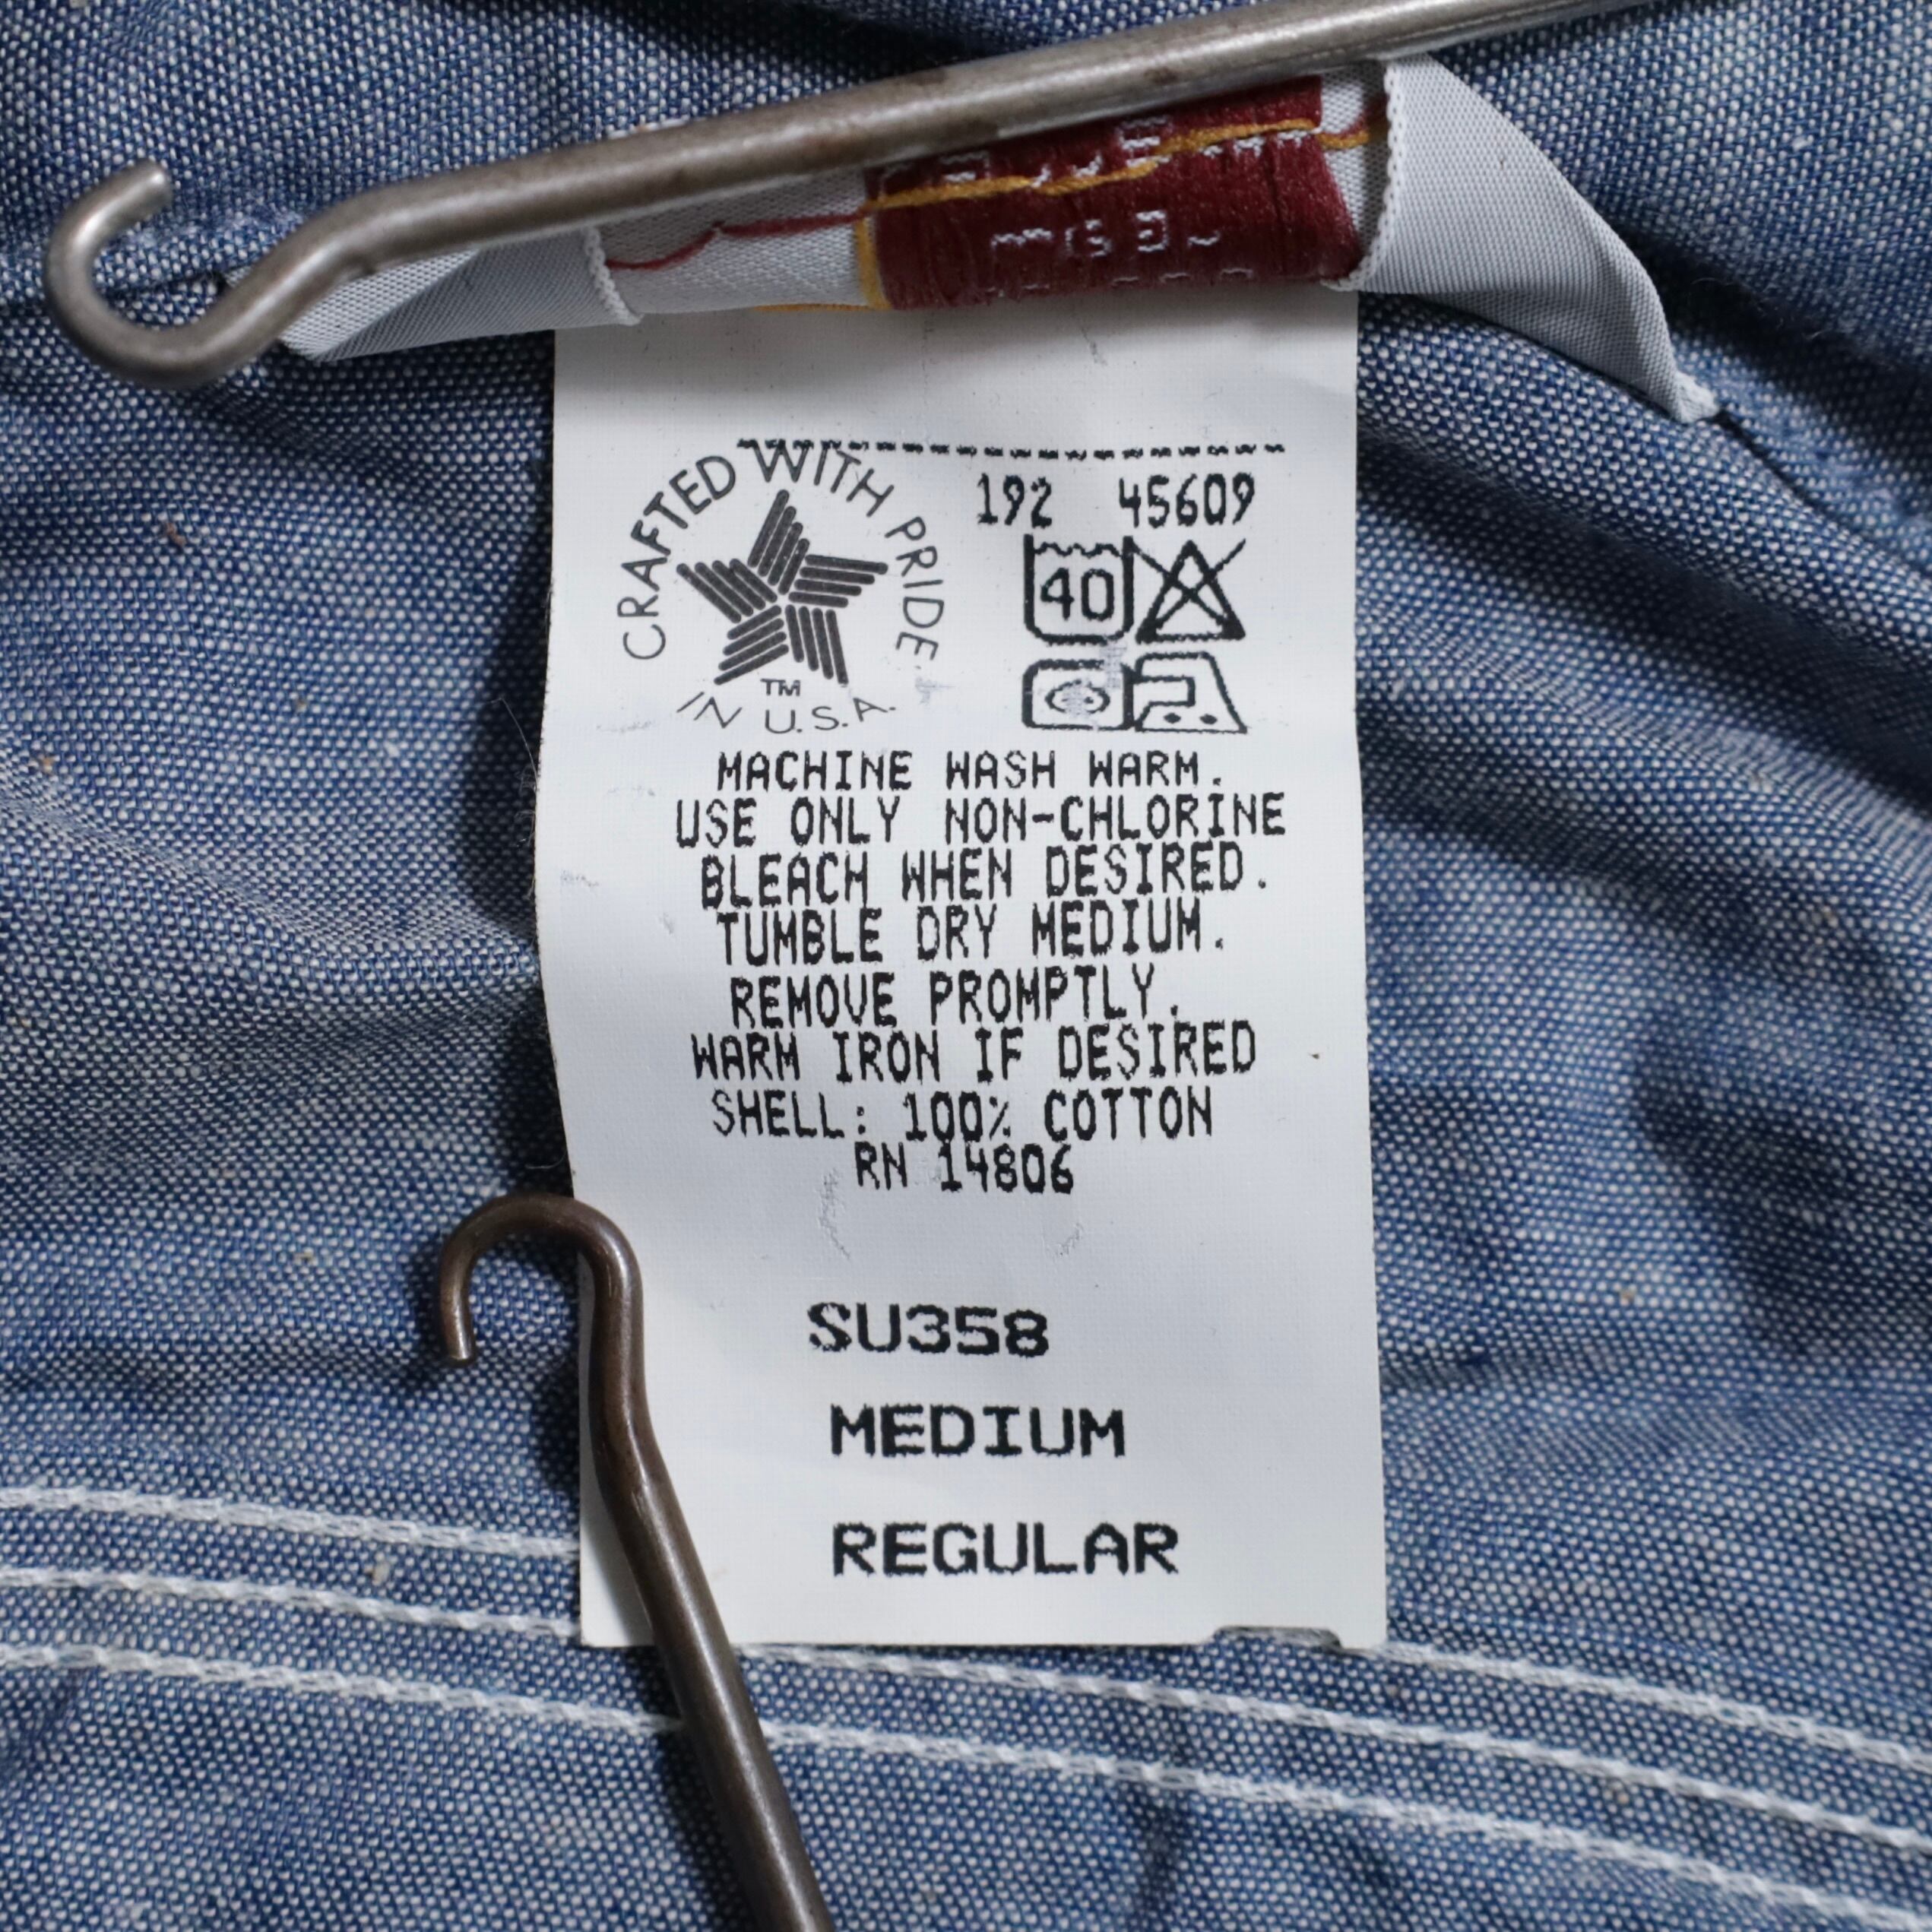 CRAFTED WITH PRIDE
IN U.S.A.
TM
192 45609
40
MACHINE WASH WARM.
USE ONLY NON-CHLORINE
BLEACH WHEN DESIRED.
TUMBLE DRY MEDIUM.
REMOVE PROMPTLY.
WARM IRON IF DESIRED
SHELL: 100% COTTON
RN 14806
SU358
MEDIUM
REGULAR